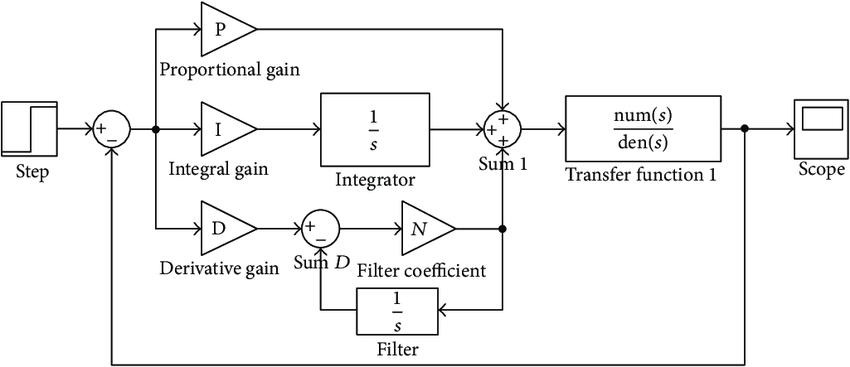 P
Proportional gain
+
−
I
Integral gain
1
s
Integrator
+
+
+
Sum 1
num(s)
den(s)
Transfer function 1
Step
Scope
D
Derivative gain
+
−
Sum D
N
Filter coefficient
1
s
Filter